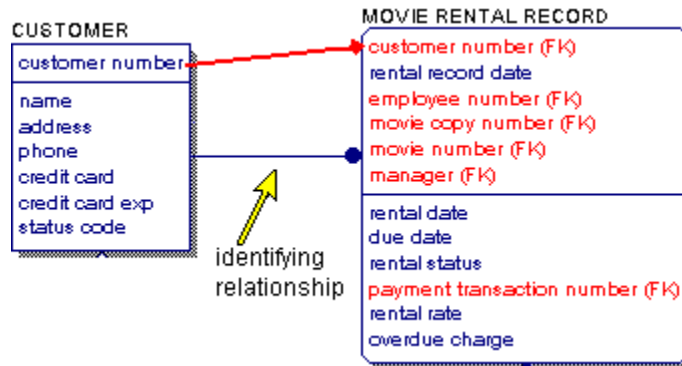 CUSTOMER
customer number
name
address
phone
credit card
credit card exp
status code
identifying
relationship
MOVIE RENTAL RECORD
customer number (FK)
rental record date
employee number (FK)
movie copy number (FK)
movie number (FK)
manager (FK)
rental date
due date
rental status
payment transaction number (FK)
rental rate
overdue charge